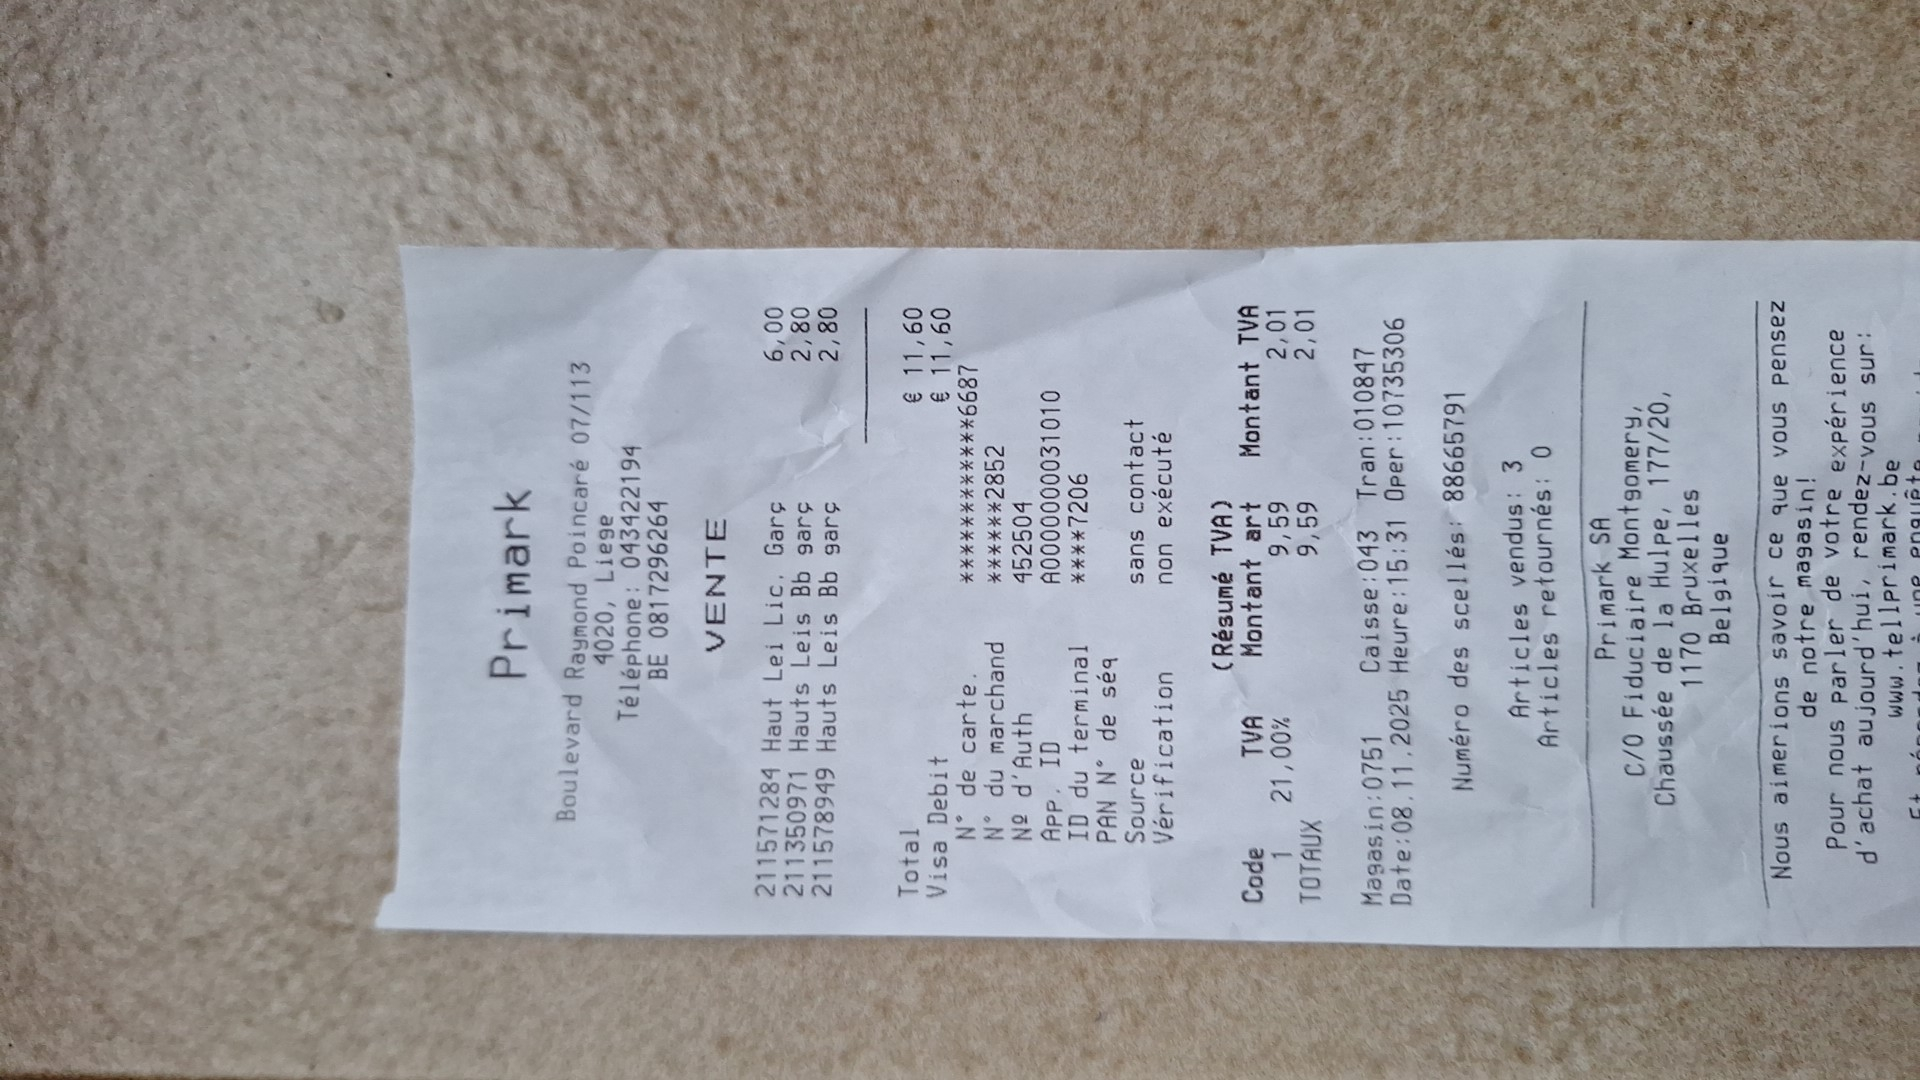 Primark
Boulevard Raymond Poincaré 07/113
4020, Liege
Téléphone: 043422194
BE 0817296264
VENTE
2115571284 Haut Lei Lic. Garç 6,00
2113509711 Hauts Leis Bb garç 2,80
2115578949 Hauts Leis Bb garç 2,80
Total € 11,60
Visa Debit € 11,60
N° de carte. ************6687
N° du marchand ******2852
Nº d'Auth 452504
App. ID A0000000031010
ID du terminal ****7206
PAN N° de séq
Source sans contact
Vérification non exécuté
(Résumé TVA)
Code TVA Montant art Montant TVA
1 21,00% 9,59 2,01
TOTAUX 9,59 2,01
Magasin:0751 Caisse:043 Tran:010847
Date:08.11.2025 Heure:15:31 Oper:10735306
Numéro des scellés: 88665791
Articles vendus: 3
Articles retournés: 0
Primark SA
C/O Fiduciaire Montgomery,
Chaussée de la Hulpe, 177/20,
1170 Bruxelles
Belgique
Nous aimerions savoir ce que vous pensez
de notre magasin!
Pour nous parler de votre expérience
d'achat aujourd'hui, rendez-vous sur:
www.tellprimark.be